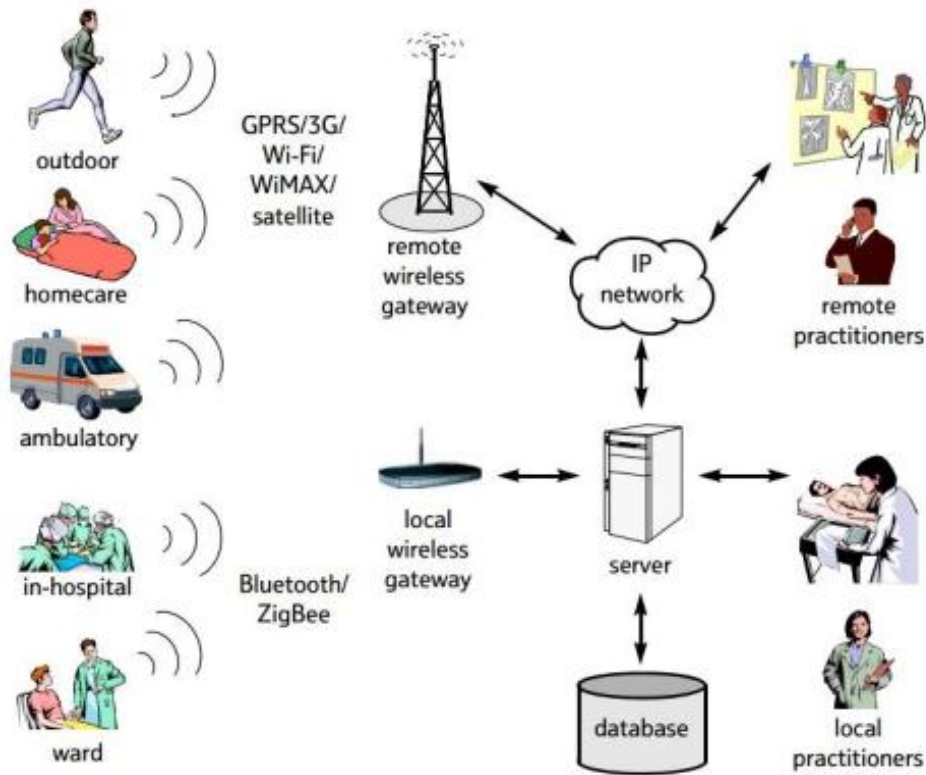 outdoor
GPRS/3G/
Wi-Fi/
WiMAX/
satellite
homecare
remote
wireless
gateway
IP
network
remote
practitioners
ambulatory
in-hospital
Bluetooth/
ZigBee
local
wireless
gateway
server
ward
database
local
practitioners